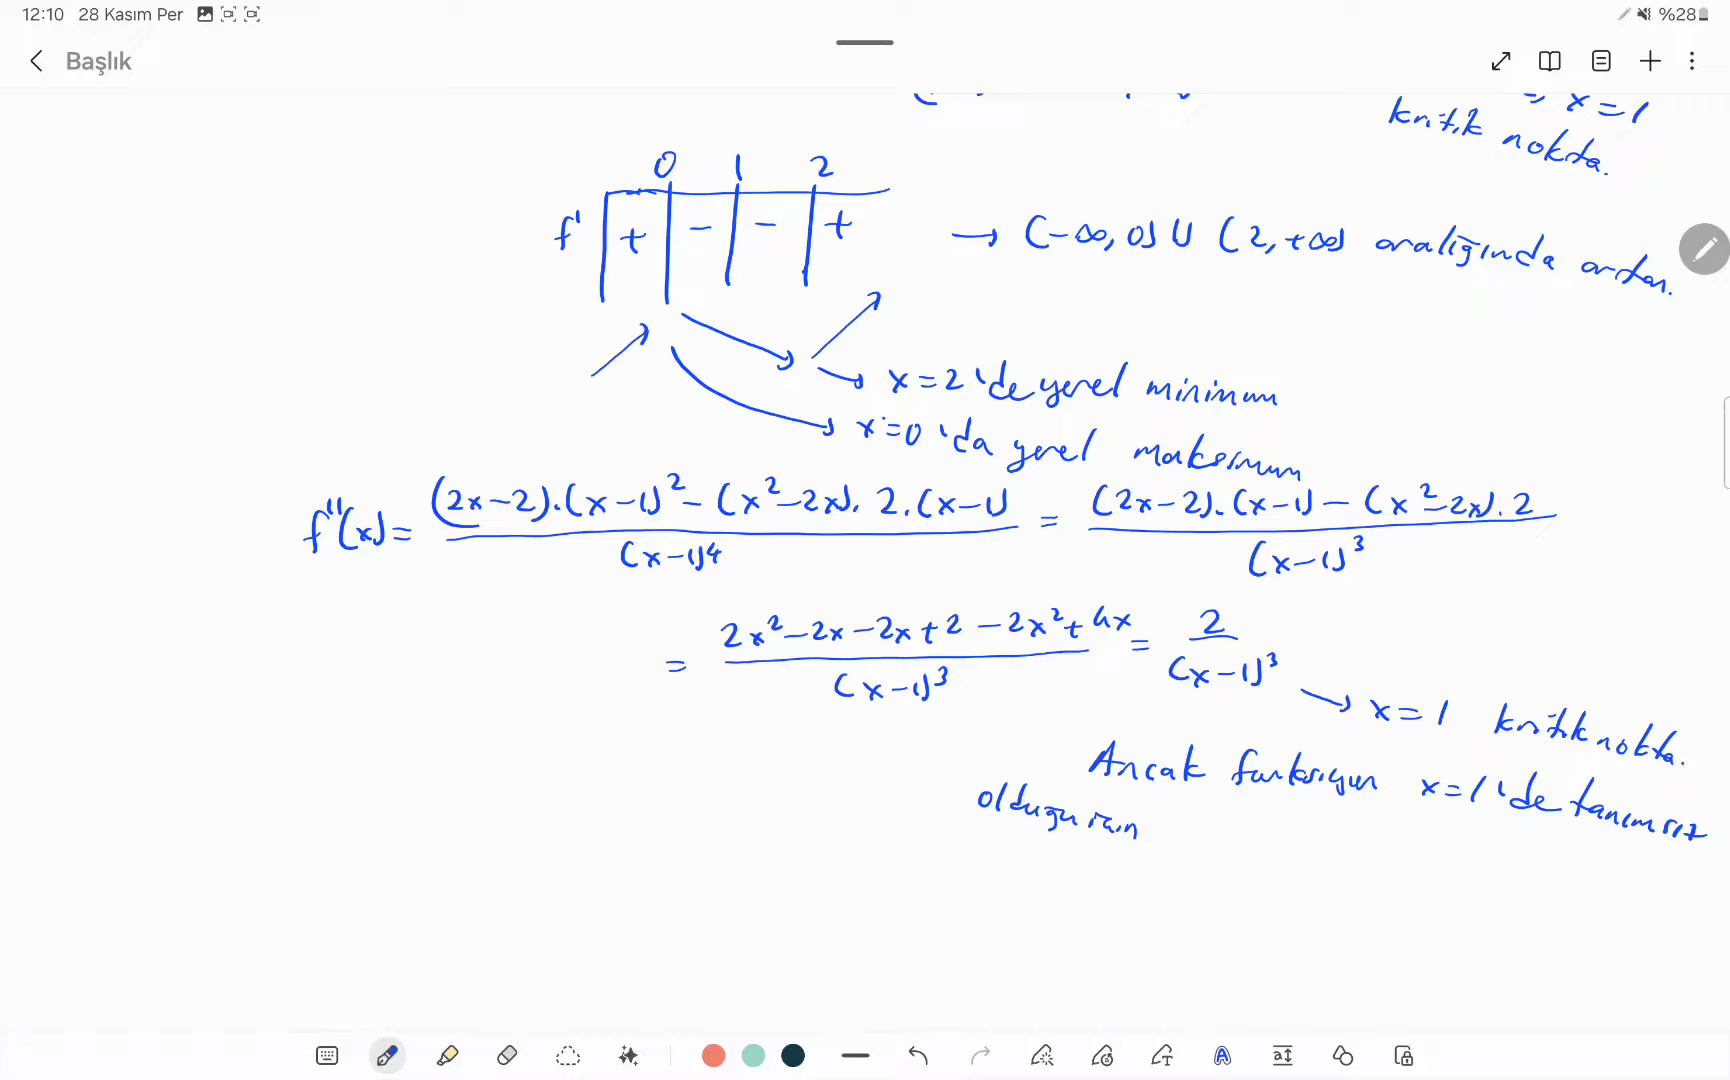 12:10 28 Kasım Per %28
Başlık
x=1
kritik nokta.
0 1 2
f' + - - + → (-∞, 0) U (2, +∞) aralığında artan.
→ x=2 'de yerel minimum
→ x=0 'da yerel maksimum
f''(x) = ((2x-2).(x-1)² - (x²-2x). 2.(x-1))/(x-1)⁴ = ((2x-2).(x-1) - (x²-2x). 2)/(x-1)³
= (2x²-2x-2x+2-2x²+4x)/(x-1)³ = 2/(x-1)³
→ x=1 kritik nokta.
Ancak fonksiyon x=1 'de tanımsız
olduğu için